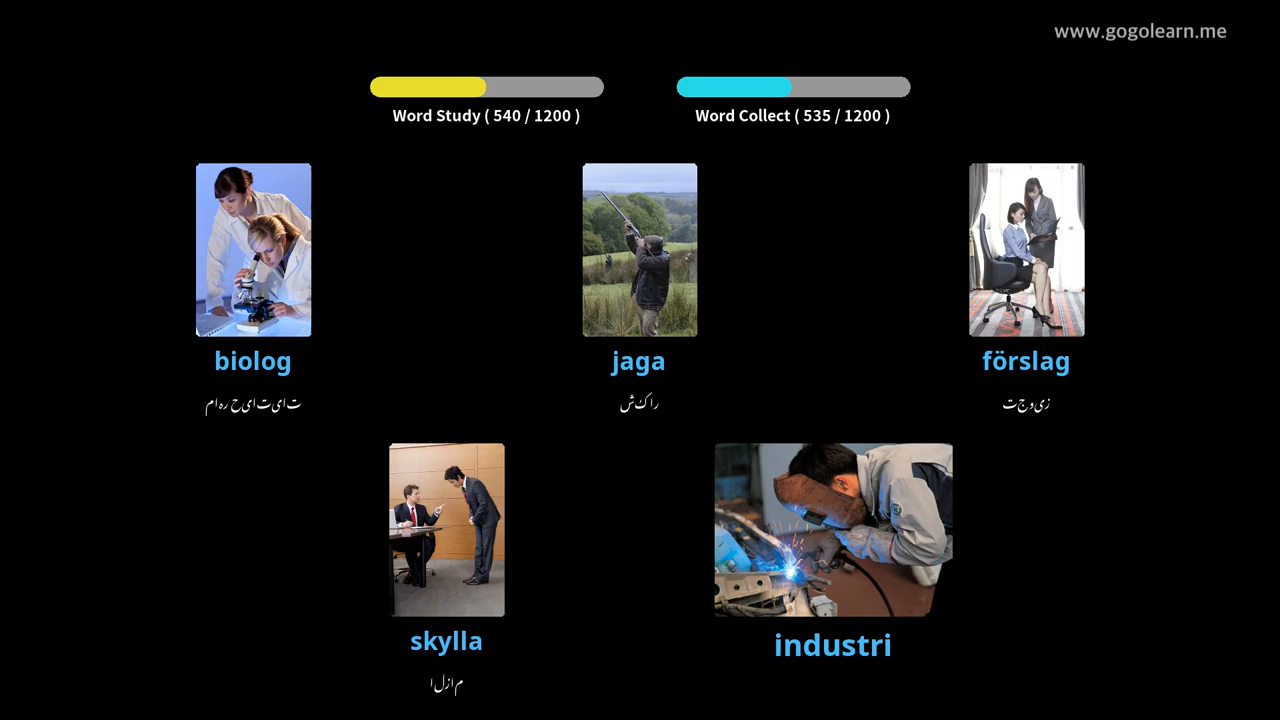 www.gogolearn.me
Word Study ( 540 / 1200 )
Word Collect ( 535 / 1200 )
biolog
jaga
förslag
ماہر حیاتیات
شکار
تجویز
skylla
industri
الزام